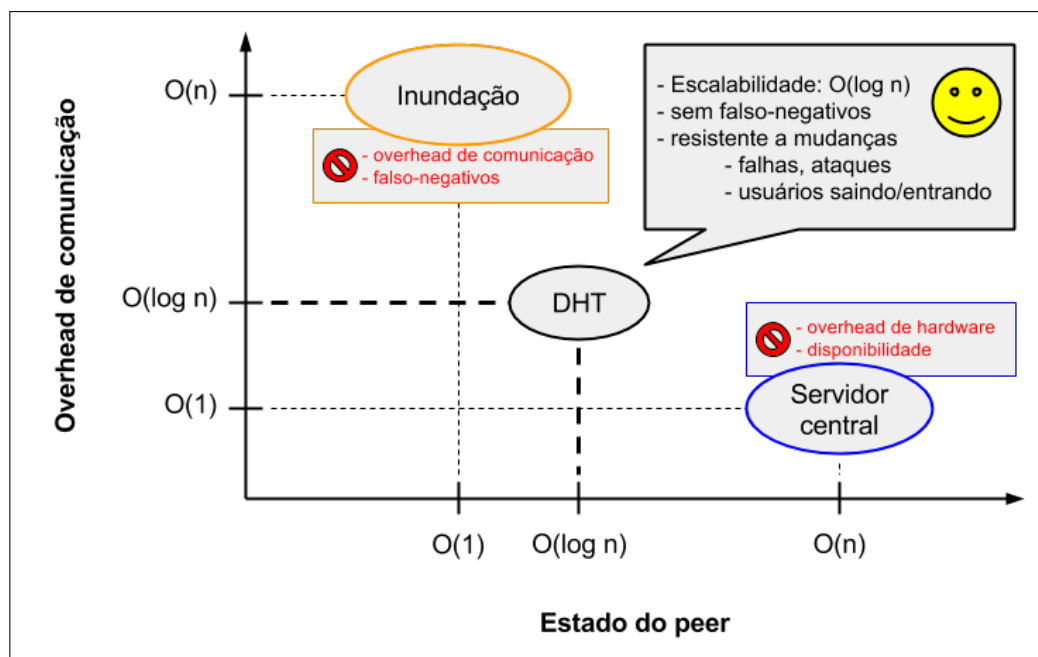 Overhead de comunicação
O(n)
O(log n)
O(1)
Inundação
- overhead de comunicação
- falso-negativos
- Escalabilidade: O(log n)
- sem falso-negativos
- resistente a mudanças
- falhas, ataques
- usuários saindo/entrando
DHT
- overhead de hardware
- disponibilidade
Servidor
central
O(1)
O(log n)
O(n)
Estado do peer